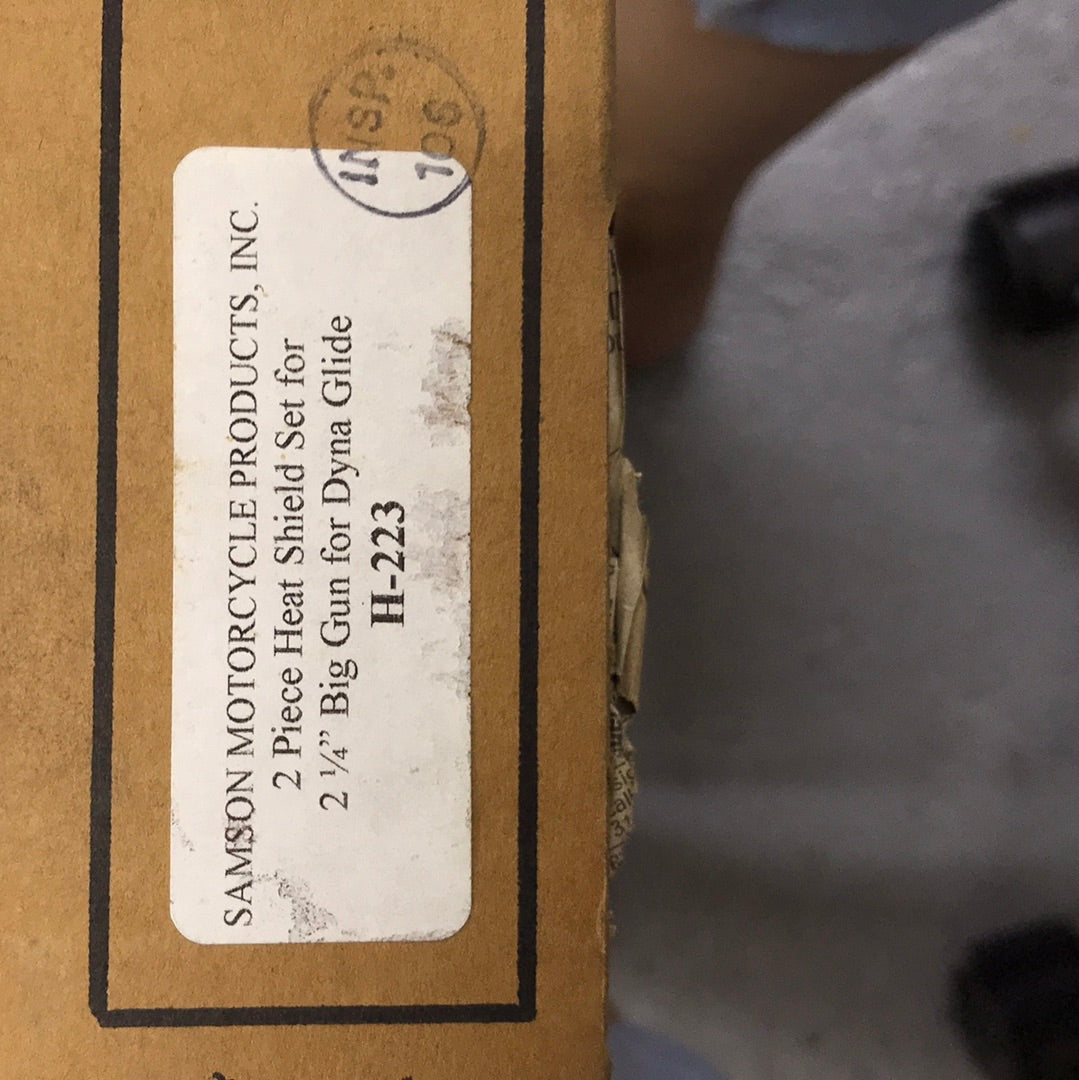 SAMSON MOTORCYCLE PRODUCTS, INC.
2 Piece Heat Shield Set for
2 ¼” Big Gun for Dyna Glide
H-223
INSP.
106